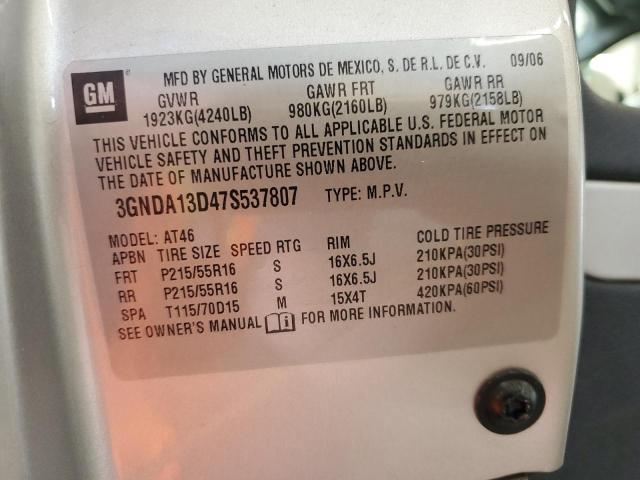 GM
MFD BY GENERAL MOTORS DE MEXICO, S. DE R.L. DE C.V. 09/06
GVWR GAWR FRT GAWR RR
1923KG(4240LB) 980KG(2160LB) 979KG(2158LB)
THIS VEHICLE CONFORMS TO ALL APPLICABLE U.S. FEDERAL MOTOR
VEHICLE SAFETY AND THEFT PREVENTION STANDARDS IN EFFECT ON
THE DATE OF MANUFACTURE SHOWN ABOVE.
3GNDA13D47S537807 TYPE: M.P.V.
MODEL: AT46
APBN TIRE SIZE SPEED RTG RIM COLD TIRE PRESSURE
FRT P215/55R16 S 16X6.5J 210KPA(30PSI)
RR P215/55R16 S 16X6.5J 210KPA(30PSI)
SPA T115/70D15 M 15X4T 420KPA(60PSI)
SEE OWNER'S MANUAL FOR MORE INFORMATION.